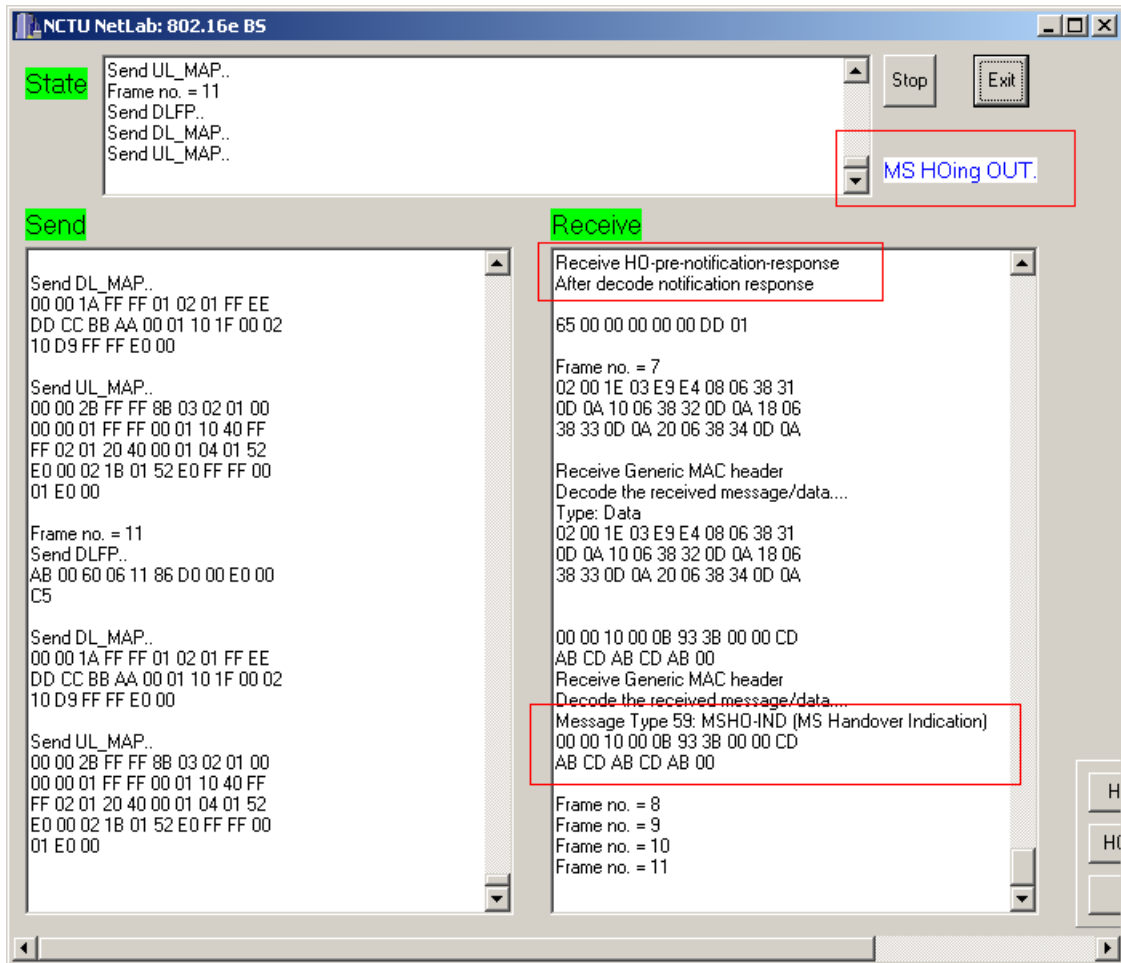 NCTU NetLab: 802.16e BS
State
Send UL_MAP..
Frame no. = 11
Send DLFP..
Send DL_MAP..
Send UL_MAP..
Stop
Exit
MS HOing OUT.
Send
Send DL_MAP..
00 00 1A FF FF 01 02 01 FF EE
DD CC BB AA 00 01 10 1F 00 02
10 D9 FF FF E0 00
Send UL_MAP..
00 00 2B FF FF 8B 03 02 01 00
00 00 01 FF FF 00 01 10 40 FF
FF 02 01 20 40 00 01 04 01 52
E0 00 02 1B 01 52 E0 FF FF 00
01 E0 00
Frame no. = 11
Send DLFP..
AB 00 60 06 11 86 D0 00 E0 00
C5
Send DL_MAP..
00 00 1A FF FF 01 02 01 FF EE
DD CC BB AA 00 01 10 1F 00 02
10 D9 FF FF E0 00
Send UL_MAP..
00 00 2B FF FF 8B 03 02 01 00
00 00 01 FF FF 00 01 10 40 FF
FF 02 01 20 40 00 01 04 01 52
E0 00 02 1B 01 52 E0 FF FF 00
01 E0 00
Receive
Receive HO-pre-notification-response
After decode notification response
65 00 00 00 00 00 DD 01
Frame no. = 7
02 00 1E 03 E9 E4 08 06 38 31
0D 0A 10 06 38 32 0D 0A 18 06
38 33 0D 0A 20 06 38 34 0D 0A
Receive Generic MAC header
Decode the received message/data....
Type: Data
02 00 1E 03 E9 E4 08 06 38 31
0D 0A 10 06 38 32 0D 0A 18 06
38 33 0D 0A 20 06 38 34 0D 0A
00 00 10 00 0B 93 3B 00 00 CD
AB CD AB CD AB 00
Receive Generic MAC header
Decode the received message/data....
Message Type 59: MSHO-IND (MS Handover Indication)
00 00 10 00 0B 93 3B 00 00 CD
AB CD AB CD AB 00
Frame no. = 8
Frame no. = 9
Frame no. = 10
Frame no. = 11